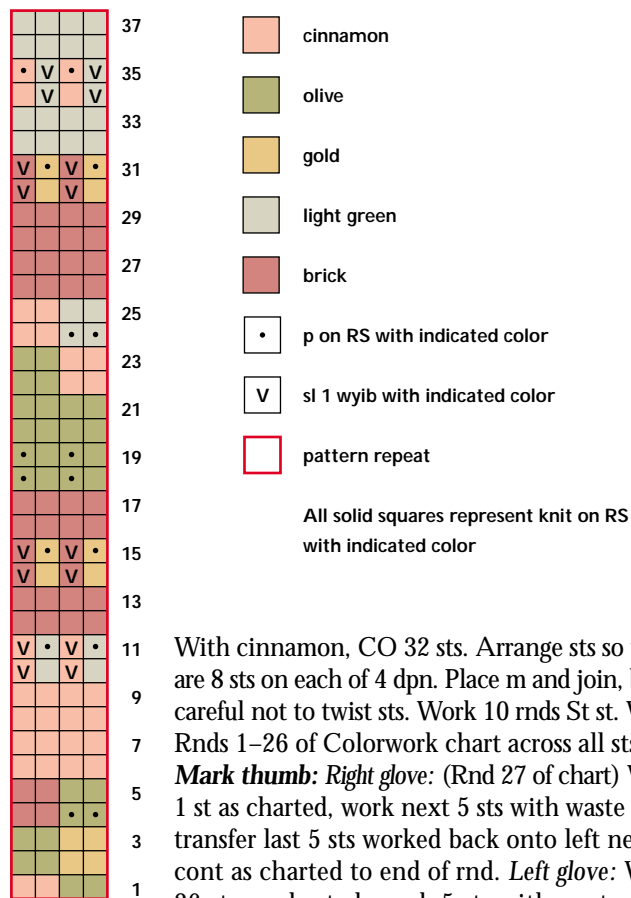 37
35
33
31
29
27
25
23
21
19
17
15
13
11
9
7
5
3
1
cinnamon
olive
gold
light green
brick
• p on RS with indicated color
V sl 1 wyib with indicated color
pattern repeat
All solid squares represent knit on RS
with indicated color
With cinnamon, CO 32 sts. Arrange sts so
are 8 sts on each of 4 dpn. Place m and join,
careful not to twist sts. Work 10 rnds St st.
Rnds 1–26 of Colorwork chart across all sts
Mark thumb: Right glove: (Rnd 27 of chart)
1 st as charted, work next 5 sts with waste
transfer last 5 sts worked back onto left
cont as charted to end of rnd. Left glove: